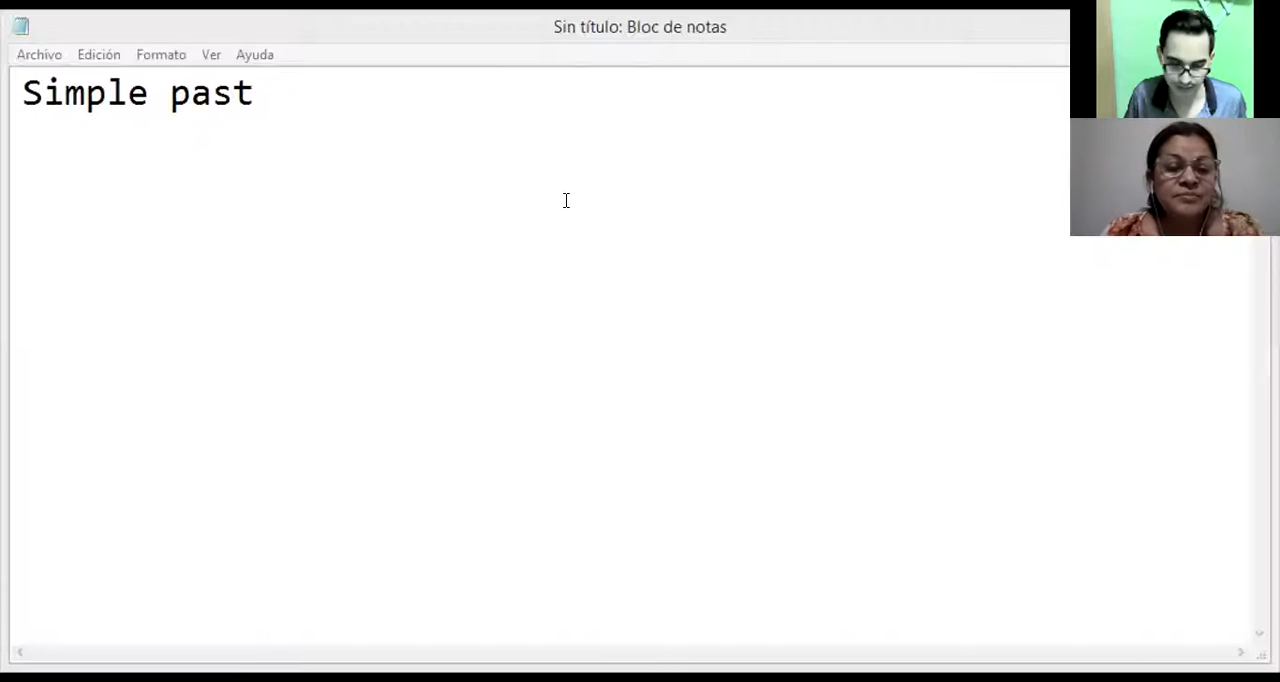 Sin título: Bloc de notas
Archivo Edición Formato Ver Ayuda
Simple past